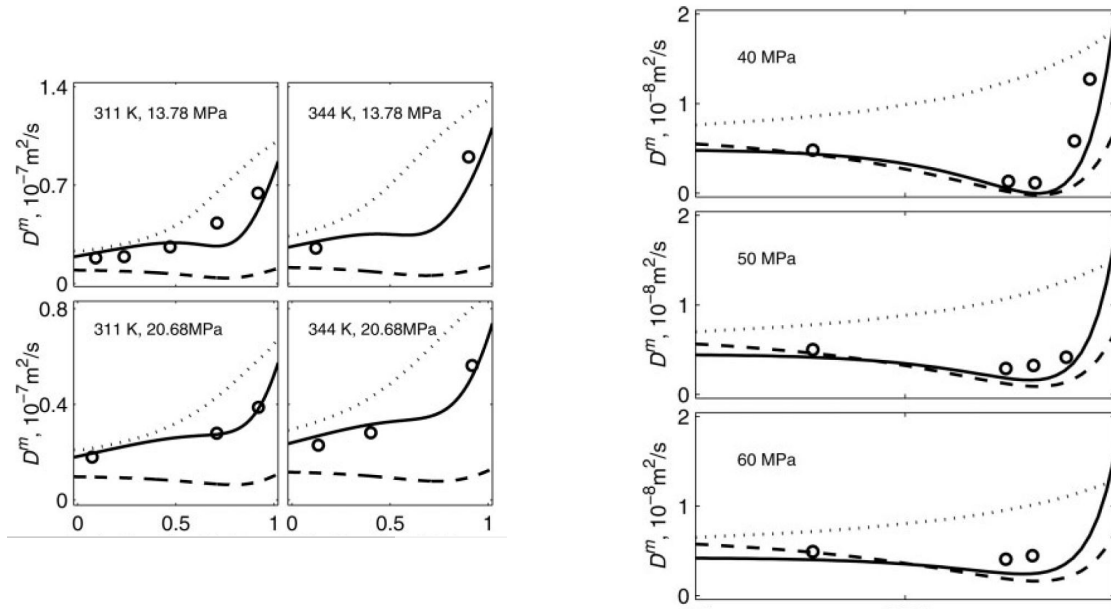 1.4
0.7
0
D^m, 10^-7 m^2/s
311 K, 13.78 MPa
344 K, 13.78 MPa
0.8
0.4
0
D^m, 10^-7 m^2/s
311 K, 20.68MPa
344 K, 20.68MPa
0 0.5 1
0 0.5 1
2
1
0
D^m, 10^-8 m^2/s
40 MPa
2
1
0
D^m, 10^-8 m^2/s
50 MPa
2
1
0
D^m, 10^-8 m^2/s
60 MPa